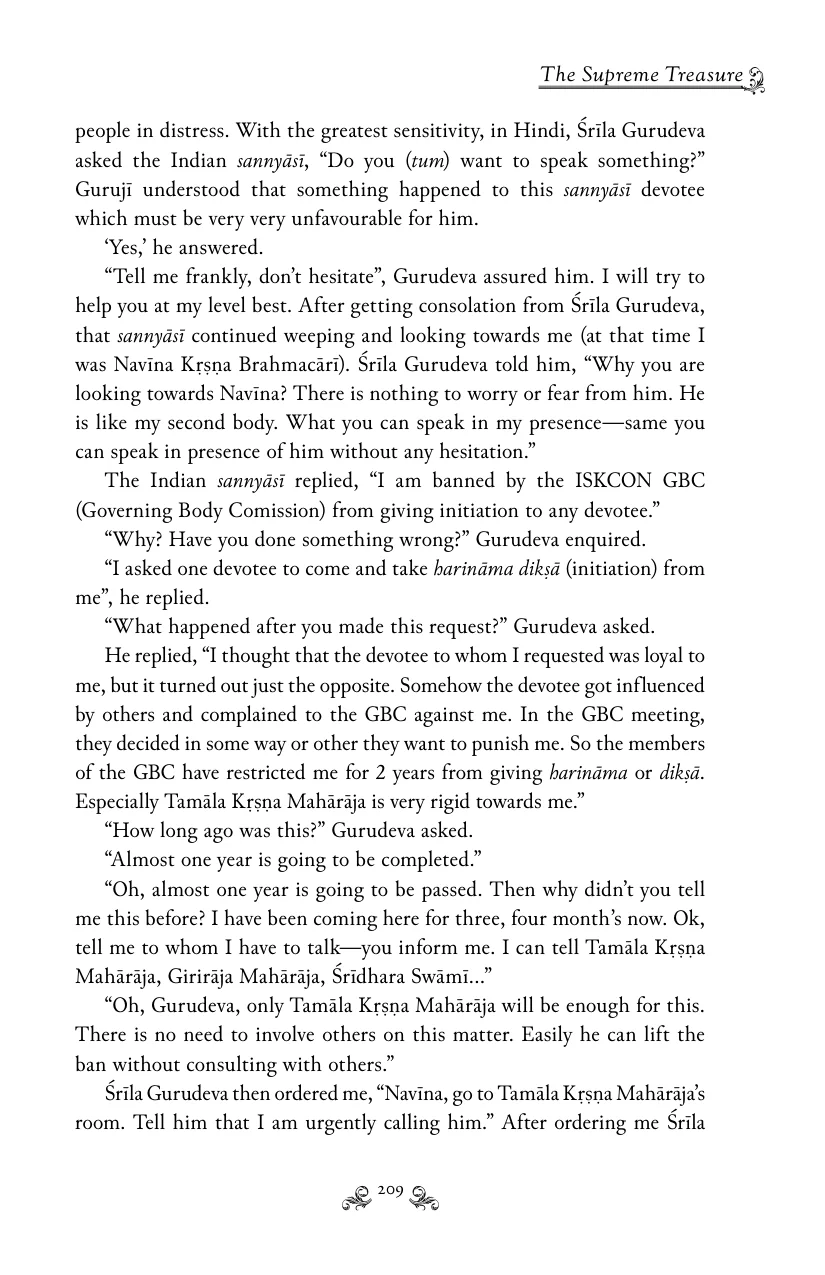 The Supreme Treasure
people in distress. With the greatest sensitivity, in Hindi, Śrīla Gurudeva
asked the Indian sannyāsī, “Do you (tum) want to speak something?”
Gurujī understood that something happened to this sannyāsī devotee
which must be very very unfavourable for him.
‘Yes,’ he answered.
“Tell me frankly, don’t hesitate”, Gurudeva assured him. I will try to
help you at my level best. After getting consolation from Śrīla Gurudeva,
that sannyāsī continued weeping and looking towards me (at that time I
was Navīna Kṛṣṇa Brahmacārī). Śrīla Gurudeva told him, “Why you are
looking towards Navīna? There is nothing to worry or fear from him. He
is like my second body. What you can speak in my presence—same you
can speak in presence of him without any hesitation.”
The Indian sannyāsī replied, “I am banned by the ISKCON GBC
(Governing Body Comission) from giving initiation to any devotee.”
“Why? Have you done something wrong?” Gurudeva enquired.
“I asked one devotee to come and take harināma dikṣā (initiation) from
me”, he replied.
“What happened after you made this request?” Gurudeva asked.
He replied, “I thought that the devotee to whom I requested was loyal to
me, but it turned out just the opposite. Somehow the devotee got influenced
by others and complained to the GBC against me. In the GBC meeting,
they decided in some way or other they want to punish me. So the members
of the GBC have restricted me for 2 years from giving harināma or dikṣā.
Especially Tamāla Kṛṣṇa Mahārāja is very rigid towards me.”
“How long ago was this?” Gurudeva asked.
“Almost one year is going to be completed.”
“Oh, almost one year is going to be passed. Then why didn’t you tell
me this before? I have been coming here for three, four month’s now. Ok,
tell me to whom I have to talk—you inform me. I can tell Tamāla Kṛṣṇa
Mahārāja, Girirāja Mahārāja, Śrīdhara Swāmī...”
“Oh, Gurudeva, only Tamāla Kṛṣṇa Mahārāja will be enough for this.
There is no need to involve others on this matter. Easily he can lift the
ban without consulting with others.”
Śrīla Gurudeva then ordered me, “Navīna, go to Tamāla Kṛṣṇa Mahārāja’s
room. Tell him that I am urgently calling him.” After ordering me Śrīla
209